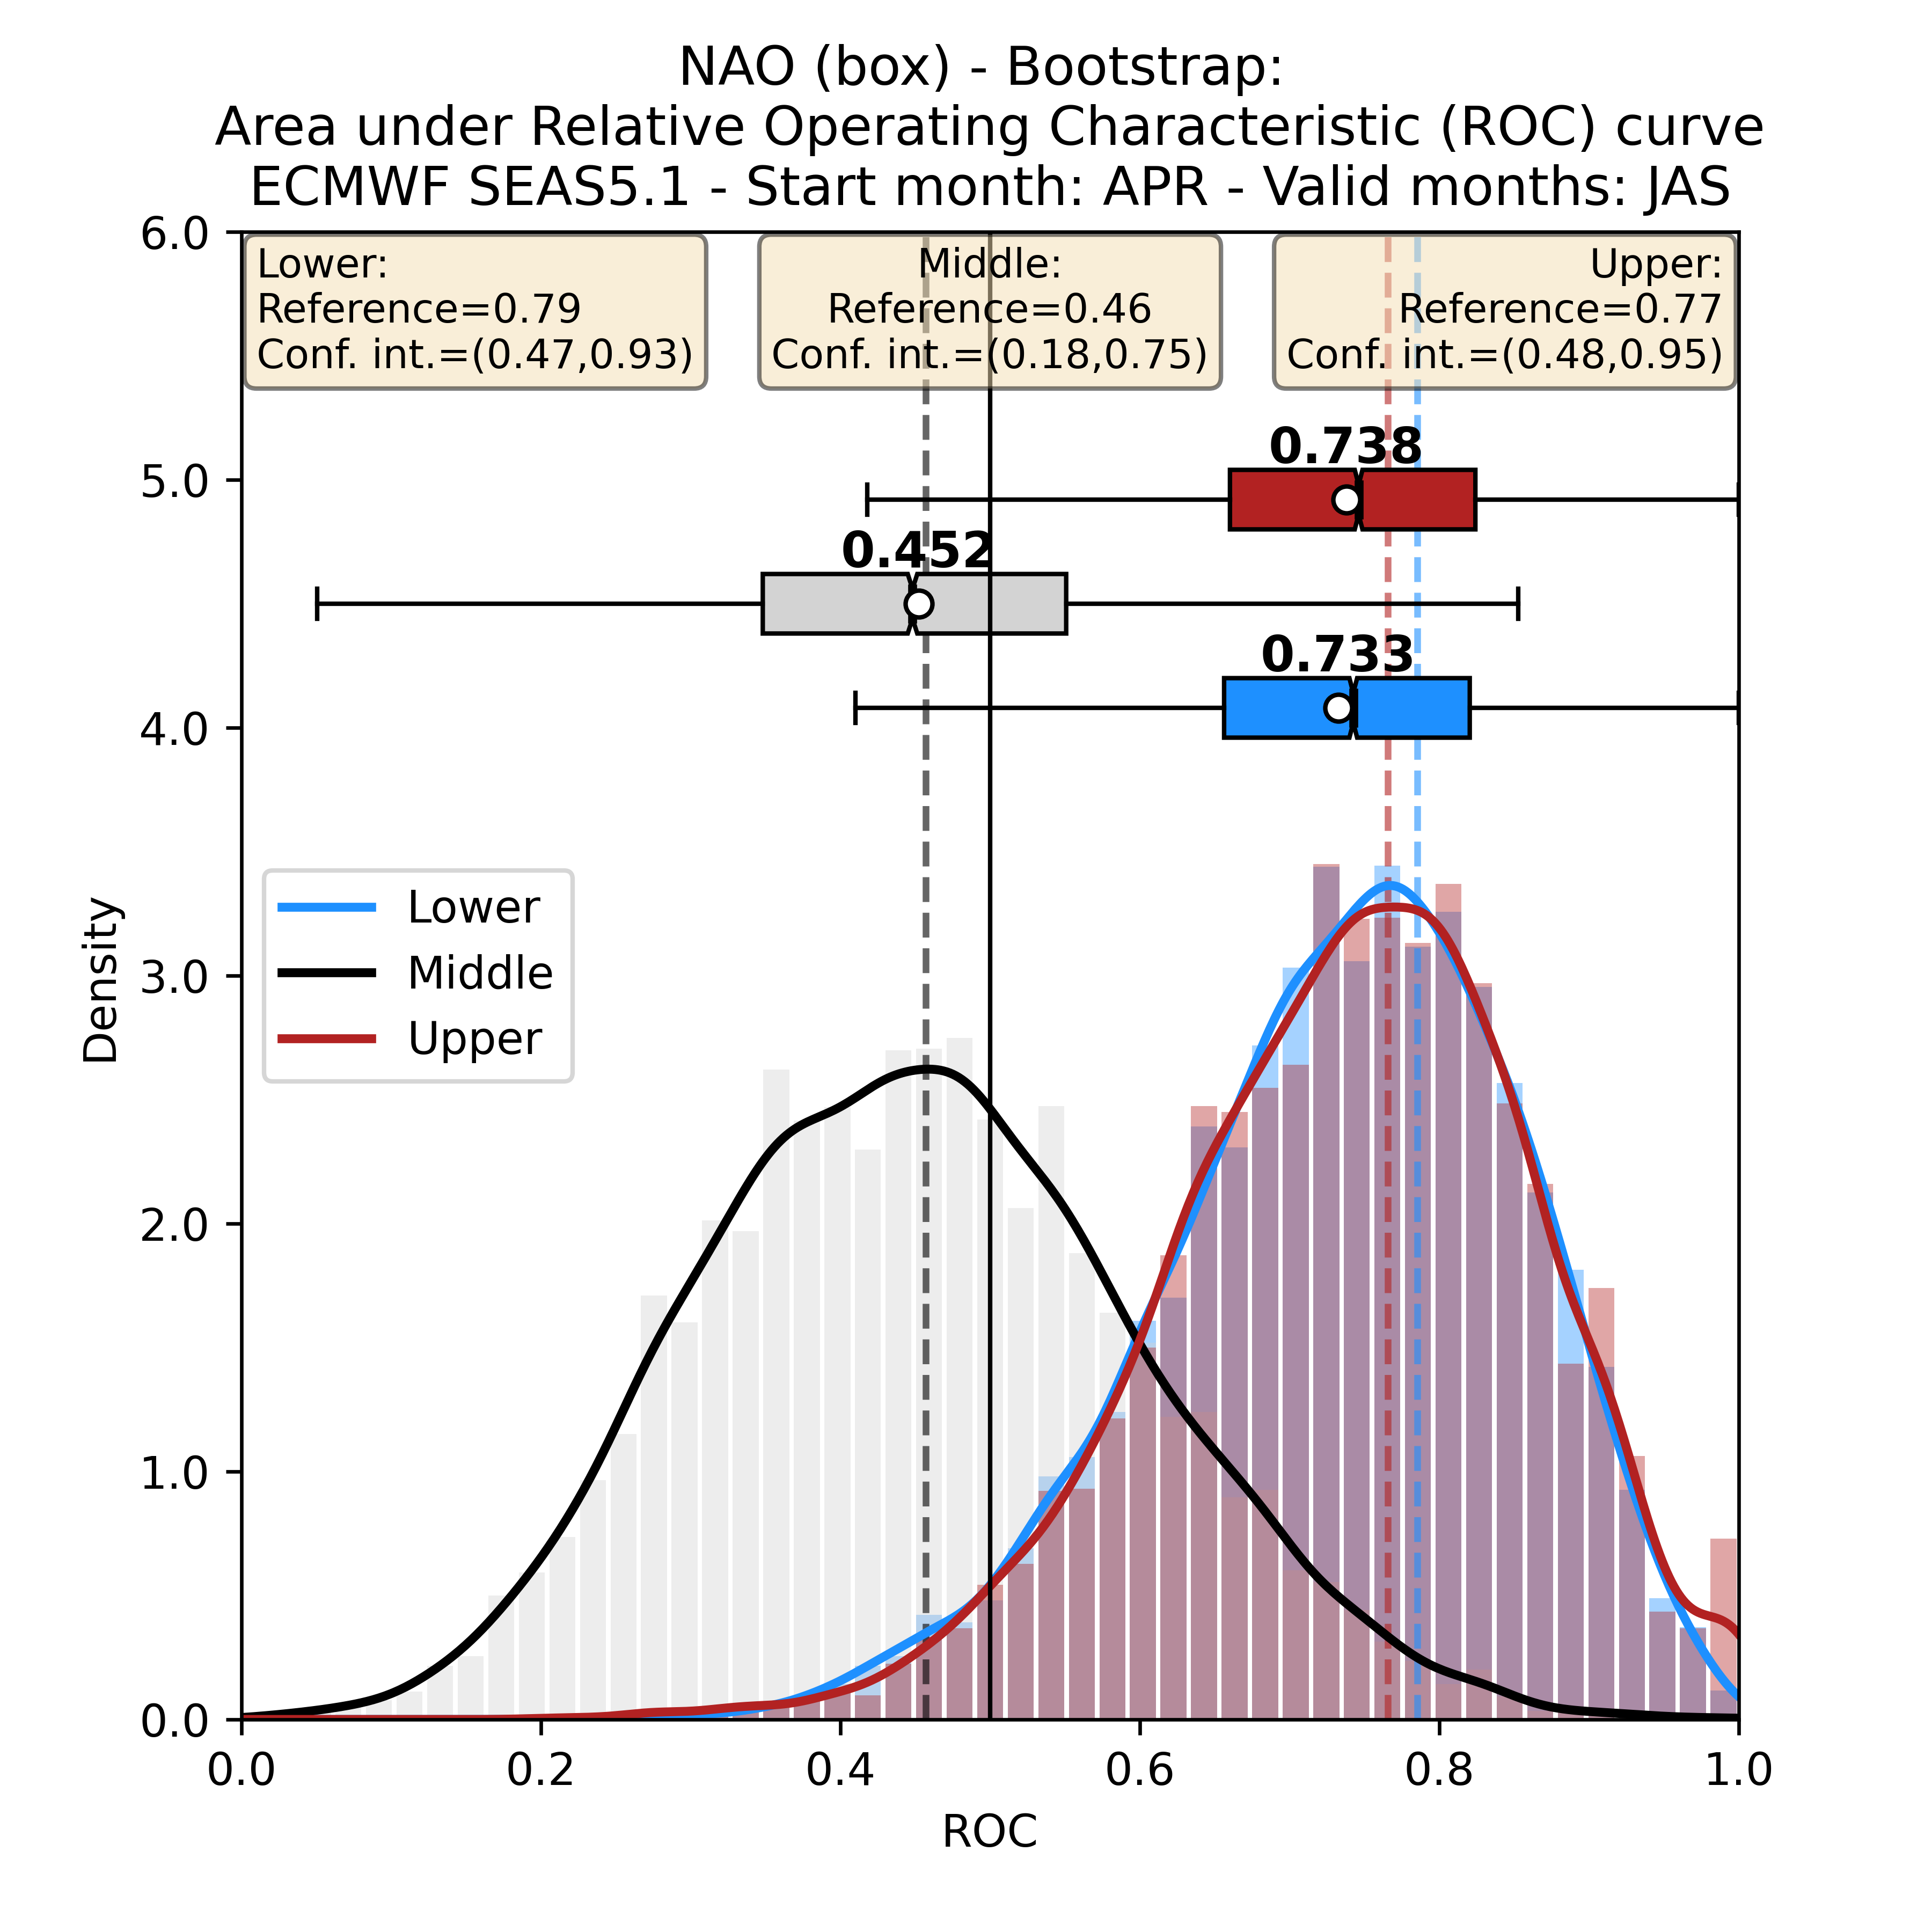 NAO (box) - Bootstrap:
Area under Relative Operating Characteristic (ROC) curve
ECMWF SEAS5.1 - Start month: APR - Valid months: JAS
Lower:
Reference=0.79
Conf. int.=(0.47,0.93)
Middle:
Reference=0.46
Conf. int.=(0.18,0.75)
Upper:
Reference=0.77
Conf. int.=(0.48,0.95)
0.738
0.452
0.733
Lower
Middle
Upper
Density
6.0
5.0
4.0
3.0
2.0
1.0
0.0
0.0 0.2 0.4 0.6 0.8 1.0
ROC